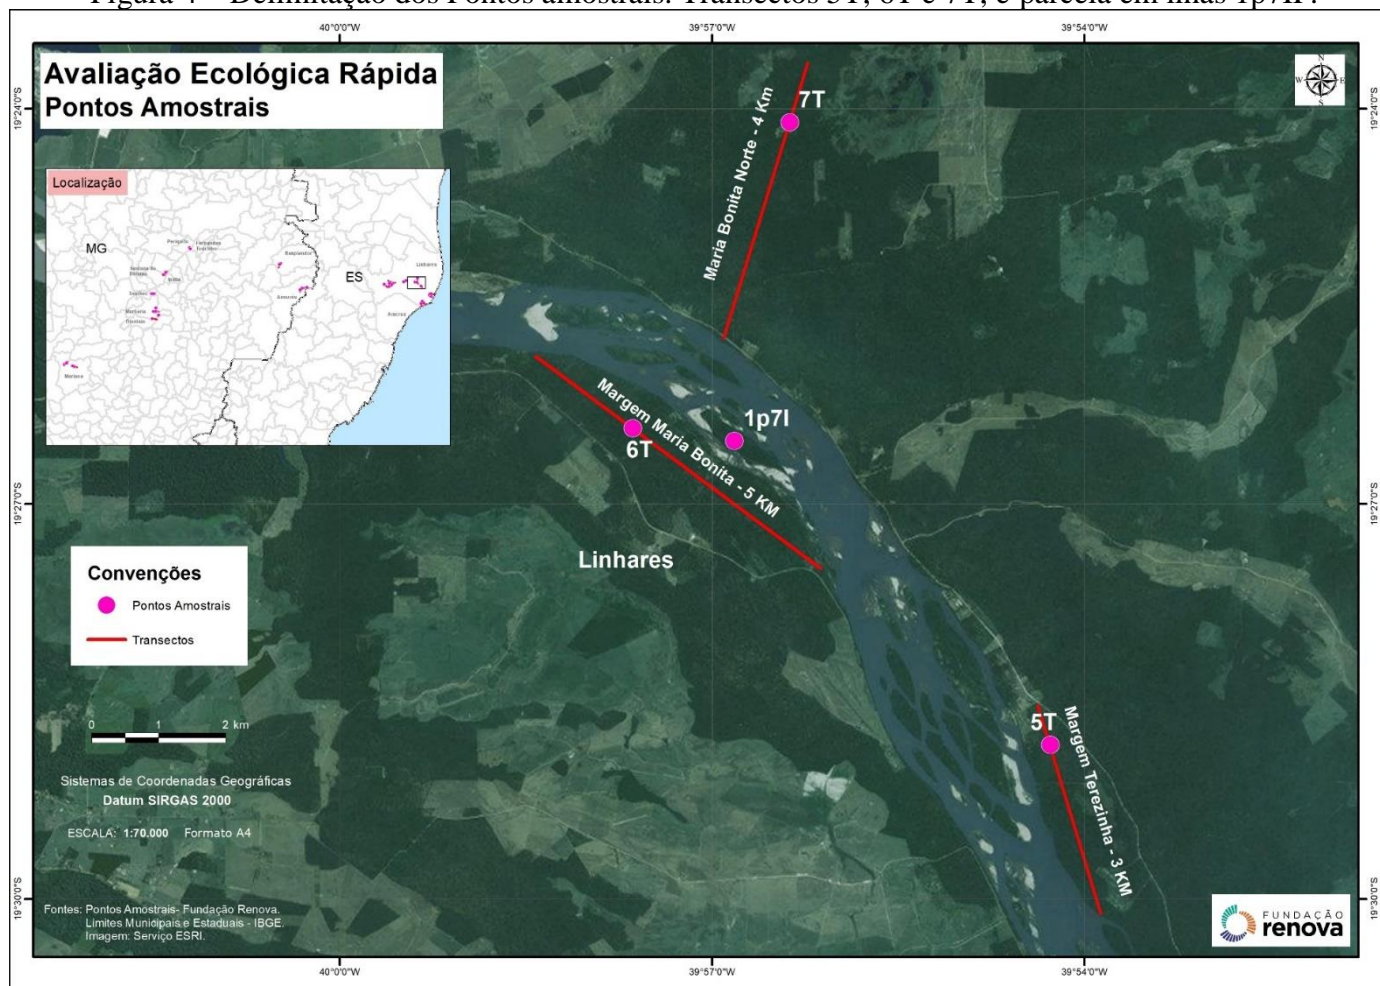 Figura 4 – Delimitação dos Pontos amostrais. Transectos 5T, 6T e 7T, e parcela em ilhas 1p7IP.
40°0'0"W
39°57'0"W
39°54'0"W
Avaliação Ecológica Rápida
Pontos Amostrais
N
W
E
S
19°24'0"S
19°24'0"S
7T
Maria Bonita Norte - 4 Km
Localização
MG
ES
Linhares
Aracruz
Mariana
Margem Maria Bonita - 5 KM
1p7I
6T
19°27'0"S
19°27'0"S
Linhares
Convenções
Pontos Amostrais
Transectos
5T
Margem Terezinha - 3 KM
0 1 2 km
Sistemas de Coordenadas Geográficas
Datum SIRGAS 2000
ESCALA: 1:70.000 Formato A4
19°30'0"S
19°30'0"S
Fontes: Pontos Amostrais- Fundação Renova.
Limites Municipais e Estaduais - IBGE.
Imagem: Serviço ESRI.
FUNDAÇÃO
renova
40°0'0"W
39°57'0"W
39°54'0"W